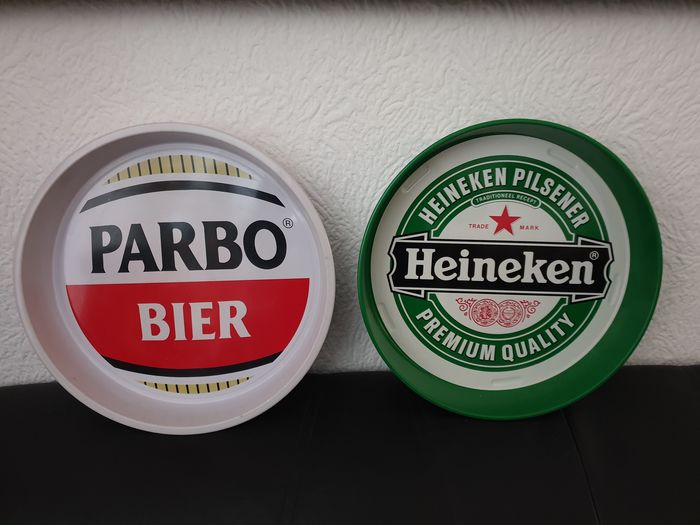 PARBO®
BIER
HEINEKEN PILSENER
TRADITIONEEL RECEPT
TRADE MARK
Heineken®
PREMIUM QUALITY